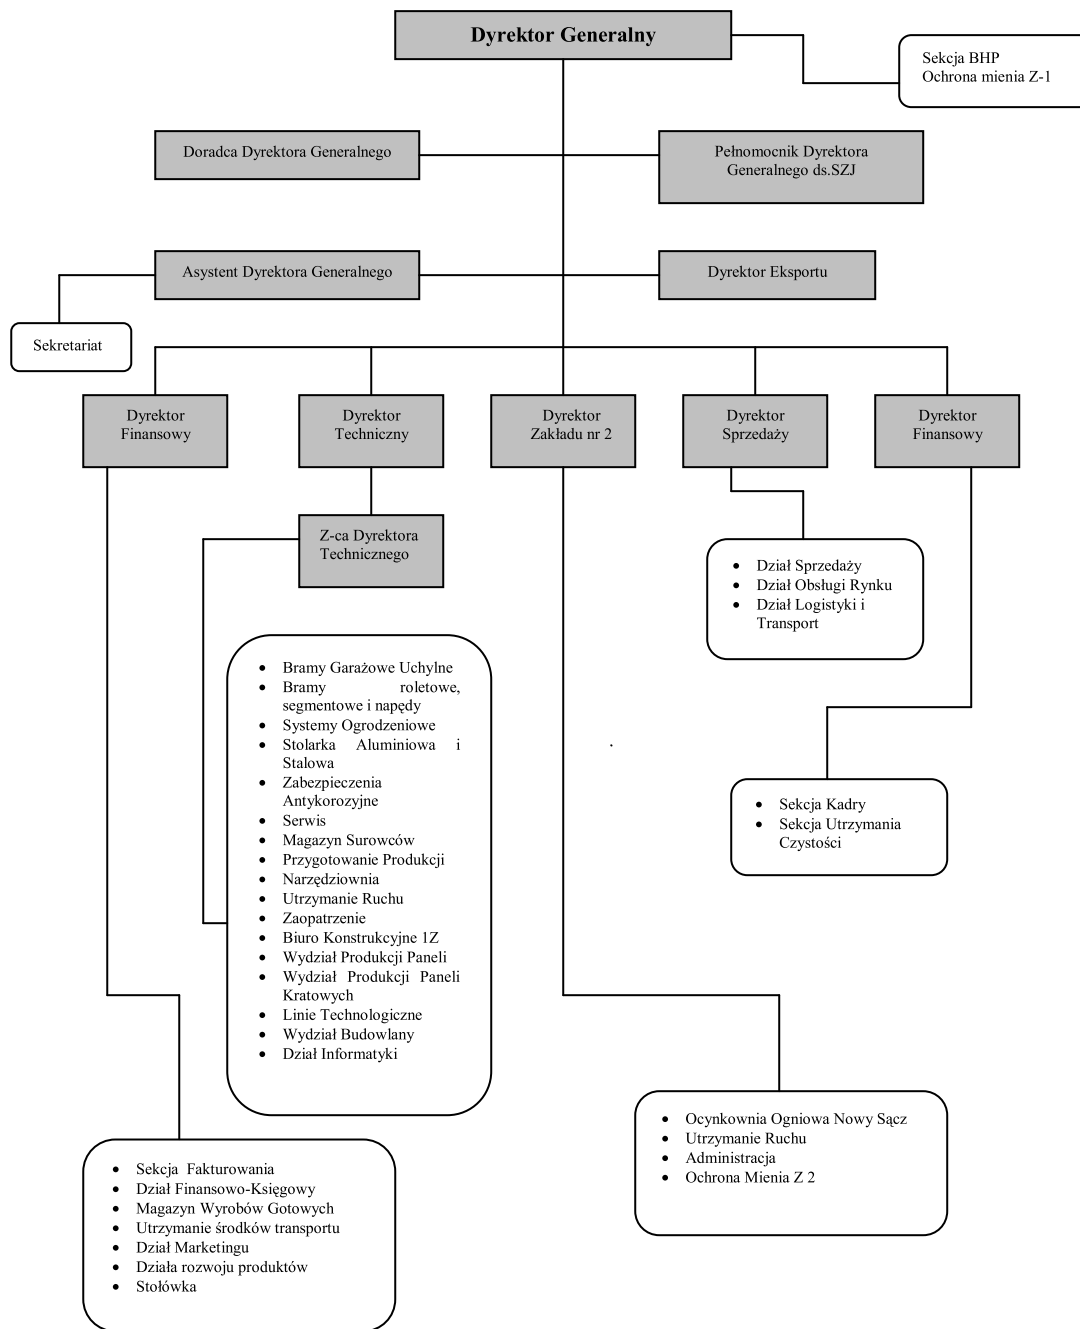 Dyrektor Generalny
Sekcja BHP
Ochrona mienia Z-1
Doradca Dyrektora Generalnego
Pełnomocnik Dyrektora
Generalnego ds.SZJ
Asystent Dyrektora Generalnego
Dyrektor Eksportu
Sekretariat
Dyrektor
Finansowy
Dyrektor
Techniczny
Dyrektor
Zakładu nr 2
Dyrektor
Sprzedaży
Dyrektor
Finansowy
Z-ca Dyrektora
Technicznego
• Dział Sprzedaży
• Dział Obsługi Rynku
• Dział Logistyki i
Transport
• Bramy Garażowe Uchylne
• Bramy roletowe,
segmentowe i napędy
• Systemy Ogrodzeniowe
• Stolarka Aluminiowa i
Stalowa
• Zabezpieczenia
Antykorozyjne
• Serwis
• Magazyn Surowców
• Przygotowanie Produkcji
• Narzędziownia
• Utrzymanie Ruchu
• Zaopatrzenie
• Biuro Konstrukcyjne 1Z
• Wydział Produkcji Paneli
• Wydział Produkcji Paneli
Kratowych
• Linie Technologiczne
• Wydział Budowlany
• Dział Informatyki
• Sekcja Kadry
• Sekcja Utrzymania
Czystości
• Ocynkownia Ogniowa Nowy Sącz
• Utrzymanie Ruchu
• Administracja
• Ochrona Mienia Z 2
• Sekcja Fakturowania
• Dział Finansowo-Księgowy
• Magazyn Wyrobów Gotowych
• Utrzymanie środków transportu
• Dział Marketingu
• Działa rozwoju produktów
• Stołówka